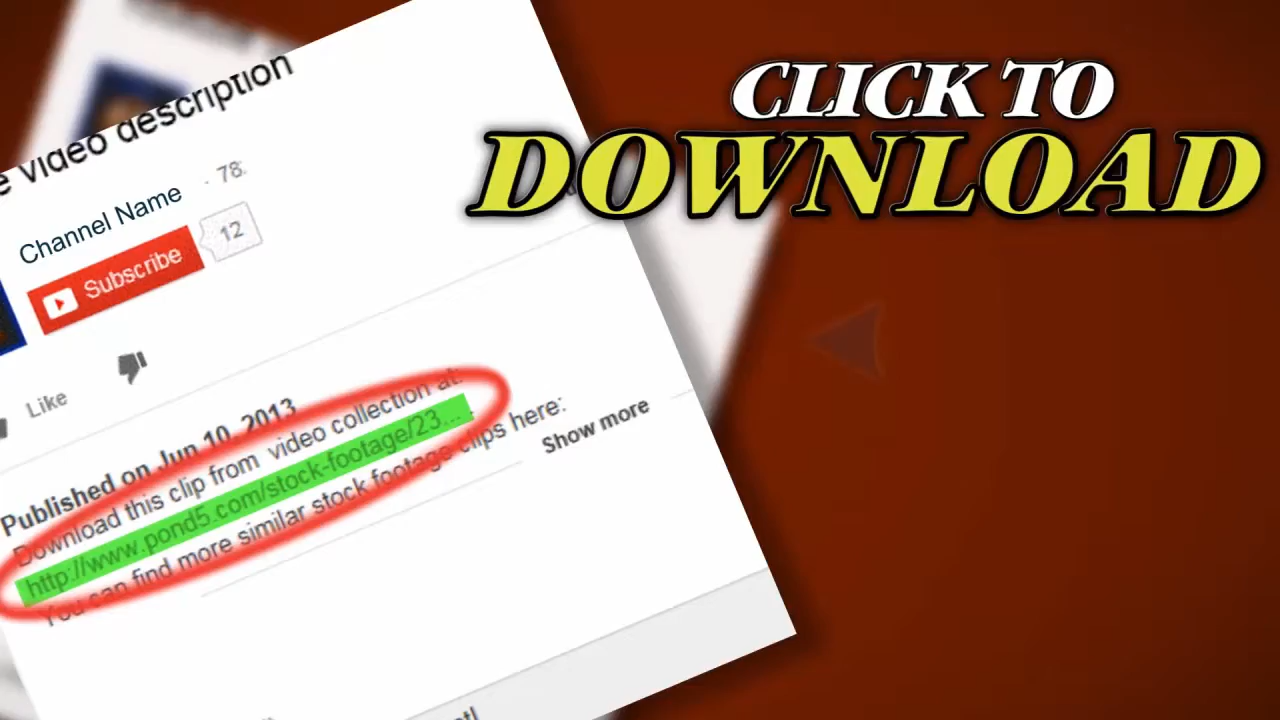 CLICK TO
DOWNLOAD
video description
Channel Name
78
Subscribe
12
Like
Published on Jun 10, 2013
Download this clip from video collection at:
http://www.pond5.com/stock-footage/23...
You can find more similar stock footage clips here:
Show more